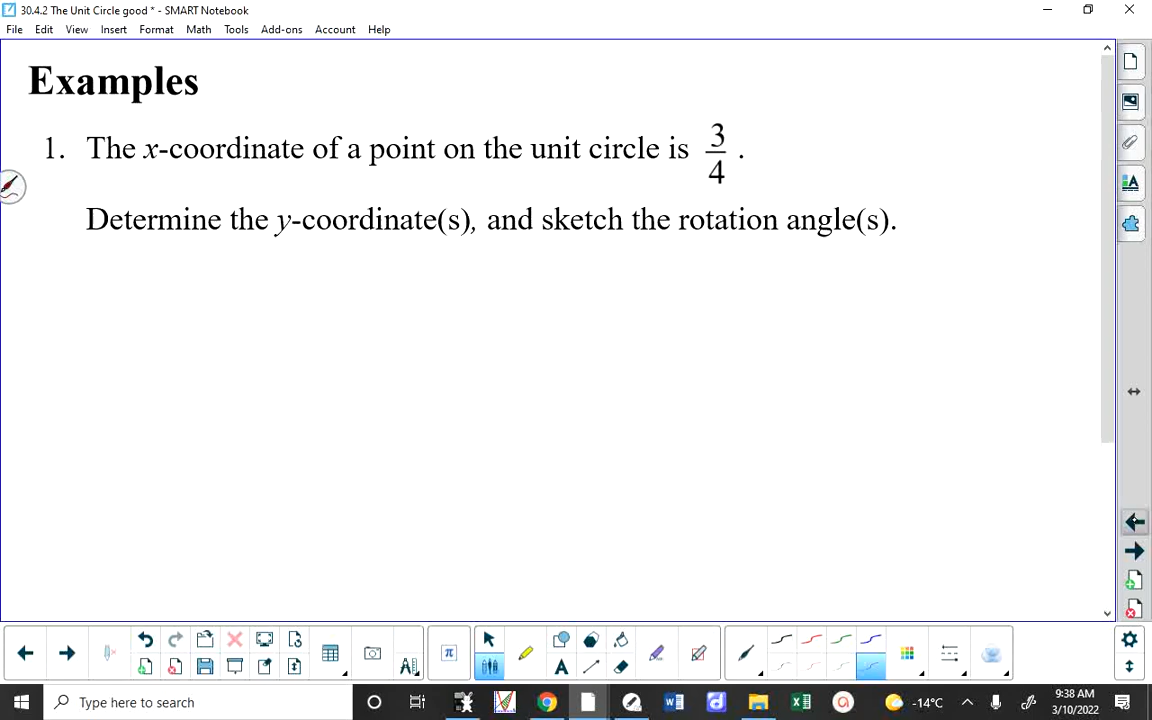 30.4.2 The Unit Circle good * - SMART Notebook
File Edit View Insert Format Math Tools Add-ons Account Help
Examples
1. The x-coordinate of a point on the unit circle is 3/4 .
Determine the y-coordinate(s), and sketch the rotation angle(s).
π
A
Type here to search
-14°C
9:38 AM
3/10/2022